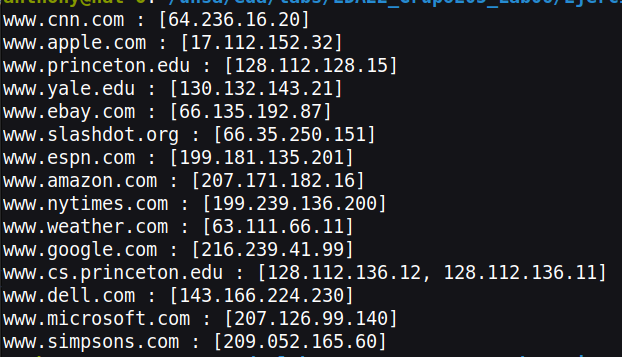 www.cnn.com : [64.236.16.20]
www.apple.com : [17.112.152.32]
www.princeton.edu : [128.112.128.15]
www.yale.edu : [130.132.143.21]
www.ebay.com : [66.135.192.87]
www.slashdot.org : [66.35.250.151]
www.espn.com : [199.181.135.201]
www.amazon.com : [207.171.182.16]
www.nytimes.com : [199.239.136.200]
www.weather.com : [63.111.66.11]
www.google.com : [216.239.41.99]
www.cs.princeton.edu : [128.112.136.12, 128.112.136.11]
www.dell.com : [143.166.224.230]
www.microsoft.com : [207.126.99.140]
www.simpsons.com : [209.052.165.60]